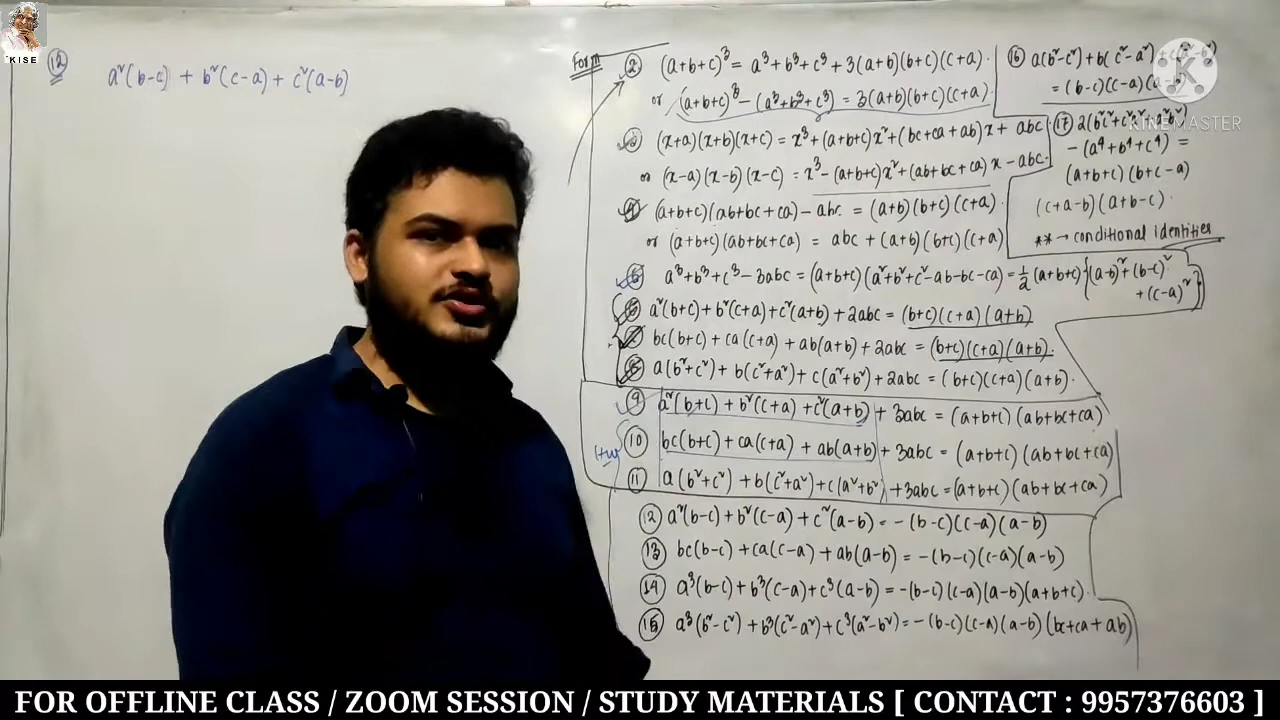 KISE
⑫ a²(b-c) + b²(c-a) + c²(a-b)
Form
② (a+b+c)³ = a³+b³+c³+3(a+b)(b+c)(c+a).
or (a+b+c)³-(a³+b³+c³) = 3(a+b)(b+c)(c+a)
(x+a)(x+b)(x+c) = x³+(a+b+c)x²+(bc+ca+ab)x + abc
or (x-a)(x-b)(x-c) = x³-(a+b+c)x²+(ab+bc+ca)x-abc.
④ (a+b+c)(ab+bc+ca)-abc = (a+b)(b+c)(c+a).
or (a+b+c)(ab+bc+ca) = abc+(a+b)(b+c)(c+a)
⑤ a³+b³+c³-3abc = (a+b+c)(a²+b²+c²-ab-bc-ca) = 1/2 (a+b+c){(a-b)²+(b-c)²
+(c-a)²}
⑥ a²(b+c)+b²(c+a)+c²(a+b)+2abc = (b+c)(c+a)(a+b)
⑦ bc(b+c)+ca(c+a)+ab(a+b)+2abc = (b+c)(c+a)(a+b).
⑧ a(b²+c²)+b(c²+a²)+c(a²+b²)+2abc = (b+c)(c+a)(a+b).
⑨ a²(b+c)+b²(c+a)+c²(a+b)+3abc = (a+b+c)(ab+bc+ca)
H.W
⑩ bc(b+c)+ca(c+a)+ab(a+b)+3abc = (a+b+c)(ab+bc+ca)
⑪ a(b²+c²)+b(c²+a²)+c(a²+b²)+3abc = (a+b+c)(ab+bc+ca)
⑫ a²(b-c)+b²(c-a)+c²(a-b) = -(b-c)(c-a)(a-b)
⑬ bc(b-c)+ca(c-a)+ab(a-b) = -(b-c)(c-a)(a-b)
⑭ a³(b-c)+b³(c-a)+c³(a-b) = -(b-c)(c-a)(a-b)(a+b+c).
⑮ a³(b²-c²)+b³(c²-a²)+c³(a²-b²) = -(b-c)(c-a)(a-b)(bc+ca+ab)
⑯ a(b²-c²)+b(c²-a²)
= (b-c)(c-a)(a-b)
⑰ 2(b²c²+c²a²+a²b²)
-(a⁴+b⁴+c⁴) =
(a+b+c)(b+c-a)
(c+a-b)(a+b-c).
** → conditional identities
KINEMASTER
FOR OFFLINE CLASS / ZOOM SESSION / STUDY MATERIALS [ CONTACT : 9957376603 ]